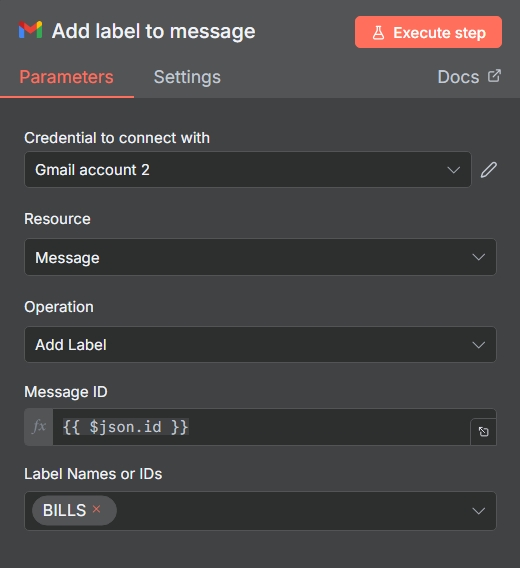 Add label to message
Execute step
Parameters
Settings
Docs
Credential to connect with
Gmail account 2
Resource
Message
Operation
Add Label
Message ID
fx
{{ $json.id }}
Label Names or IDs
BILLS ×